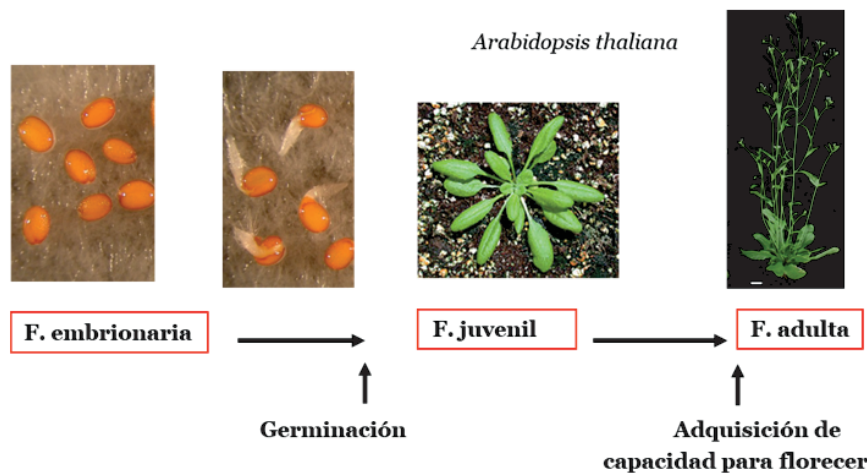 Arabidopsis thaliana
F. embrionaria
F. juvenil
F. adulta
Germinación
Adquisición de
capacidad para florecer